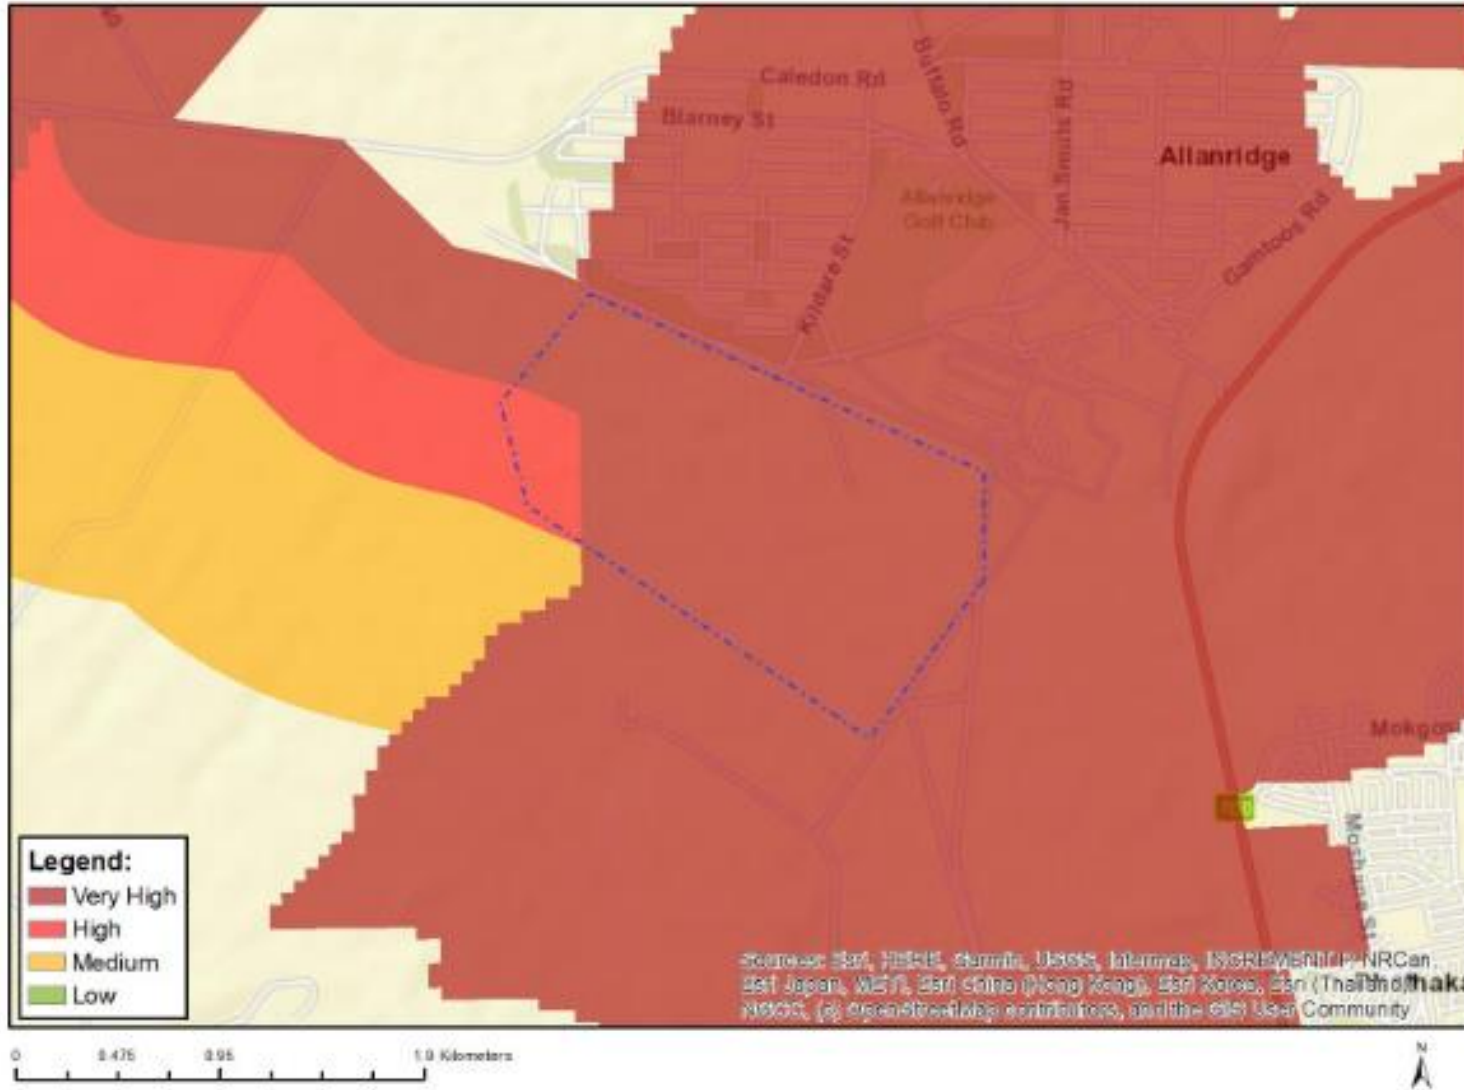 Caledon Rd
Blarney St
Buffalo Rd
Jan Smuts Rd
Allanridge
Allanridge
Golf Club
Kildare St
Gamtoos Rd
Legend:
Very High
High
Medium
Low
Moshane St
Sources: Esri, HERE, Garmin, USGS, Intermap, INCREMENT P, NRCan,
Esri Japan, METI, Esri China (Hong Kong), Esri Korea, Esri (Thailand),
NGCC, (c) OpenStreetMap contributors, and the GIS User Community
0 0.475 0.95 1.9 Kilometers
N